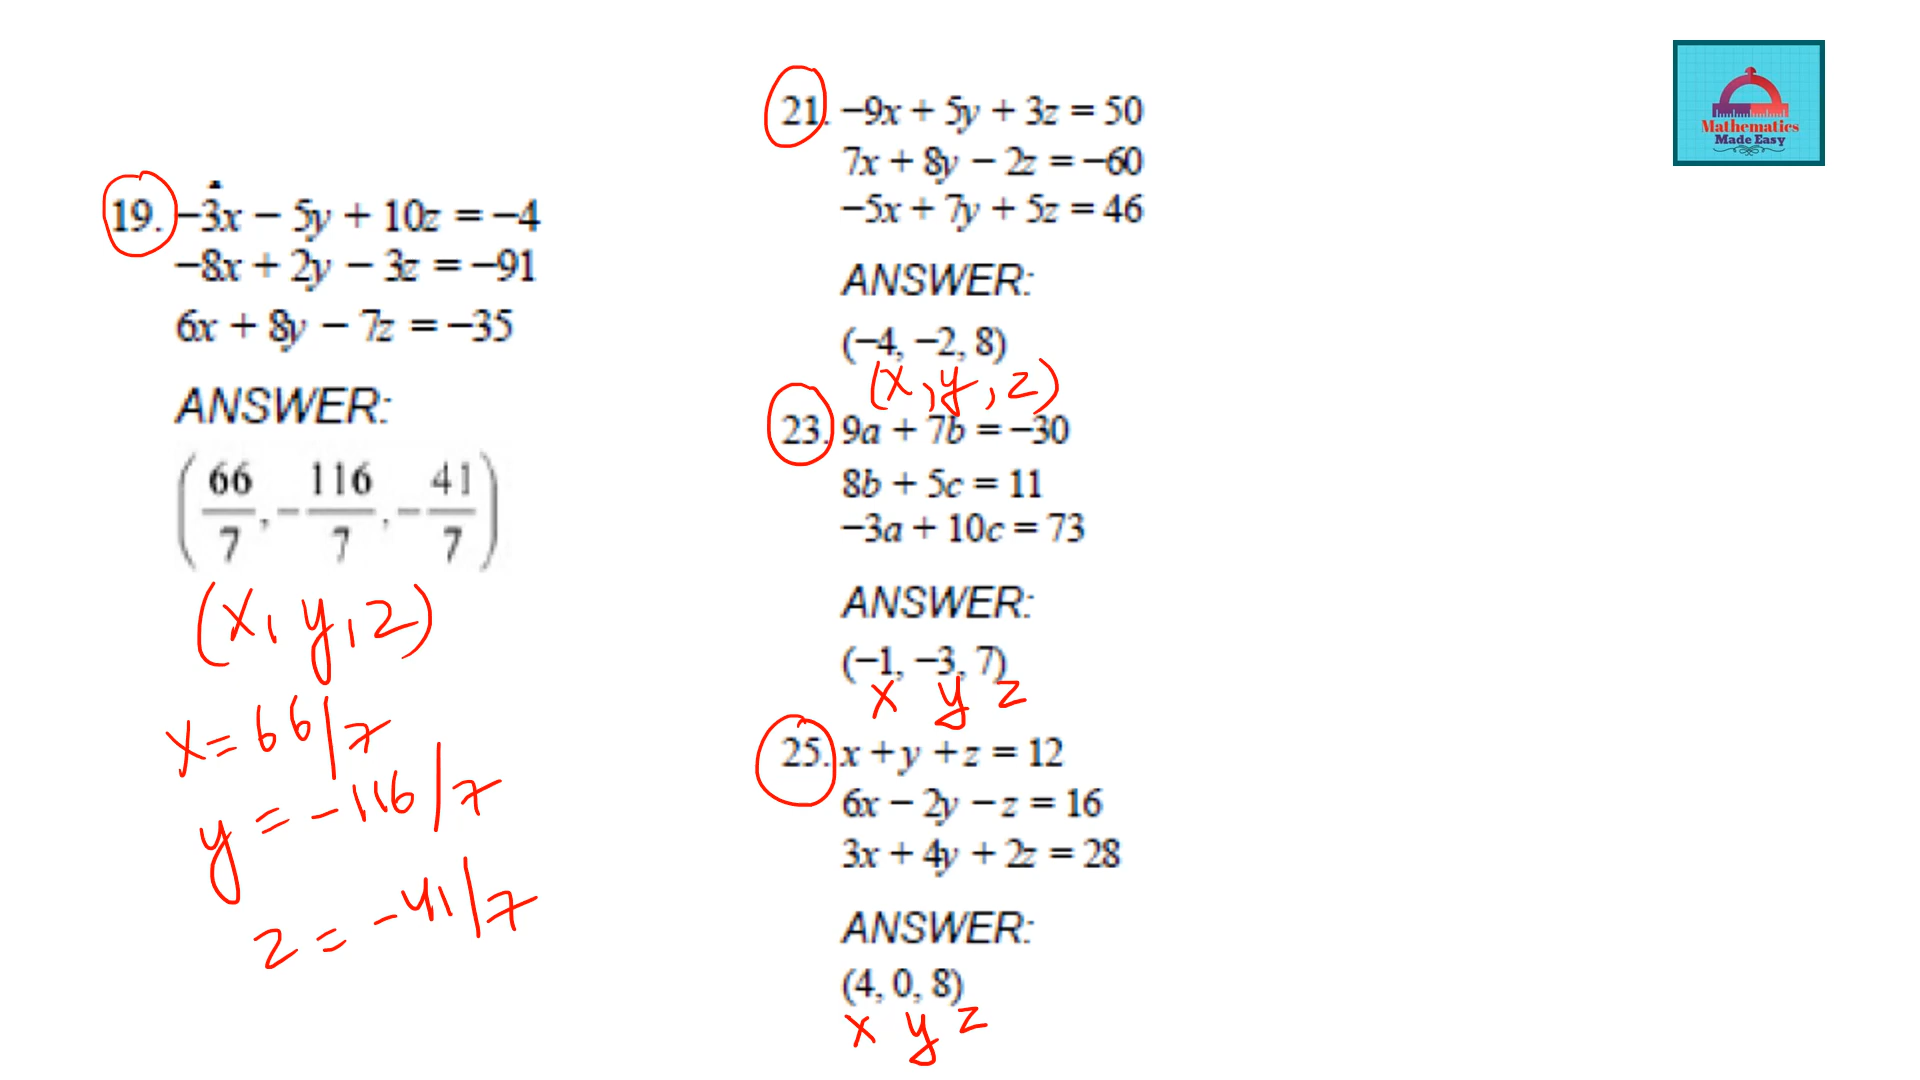 19. −3x − 5y + 10z = −4
−8x + 2y − 3z = −91
6x + 8y − 7z = −35
ANSWER:
(66/7, −116/7, −41/7)
(x, y, z)
x = 66/7
y = −116/7
z = −41/7
21. −9x + 5y + 3z = 50
7x + 8y − 2z = −60
−5x + 7y + 5z = 46
ANSWER:
(−4, −2, 8)
(x, y, z)
23. 9a + 7b = −30
8b + 5c = 11
−3a + 10c = 73
ANSWER:
(−1, −3, 7)
x y z
25. x + y + z = 12
6x − 2y − z = 16
3x + 4y + 2z = 28
ANSWER:
(4, 0, 8)
x y z
Mathematics
Made Easy